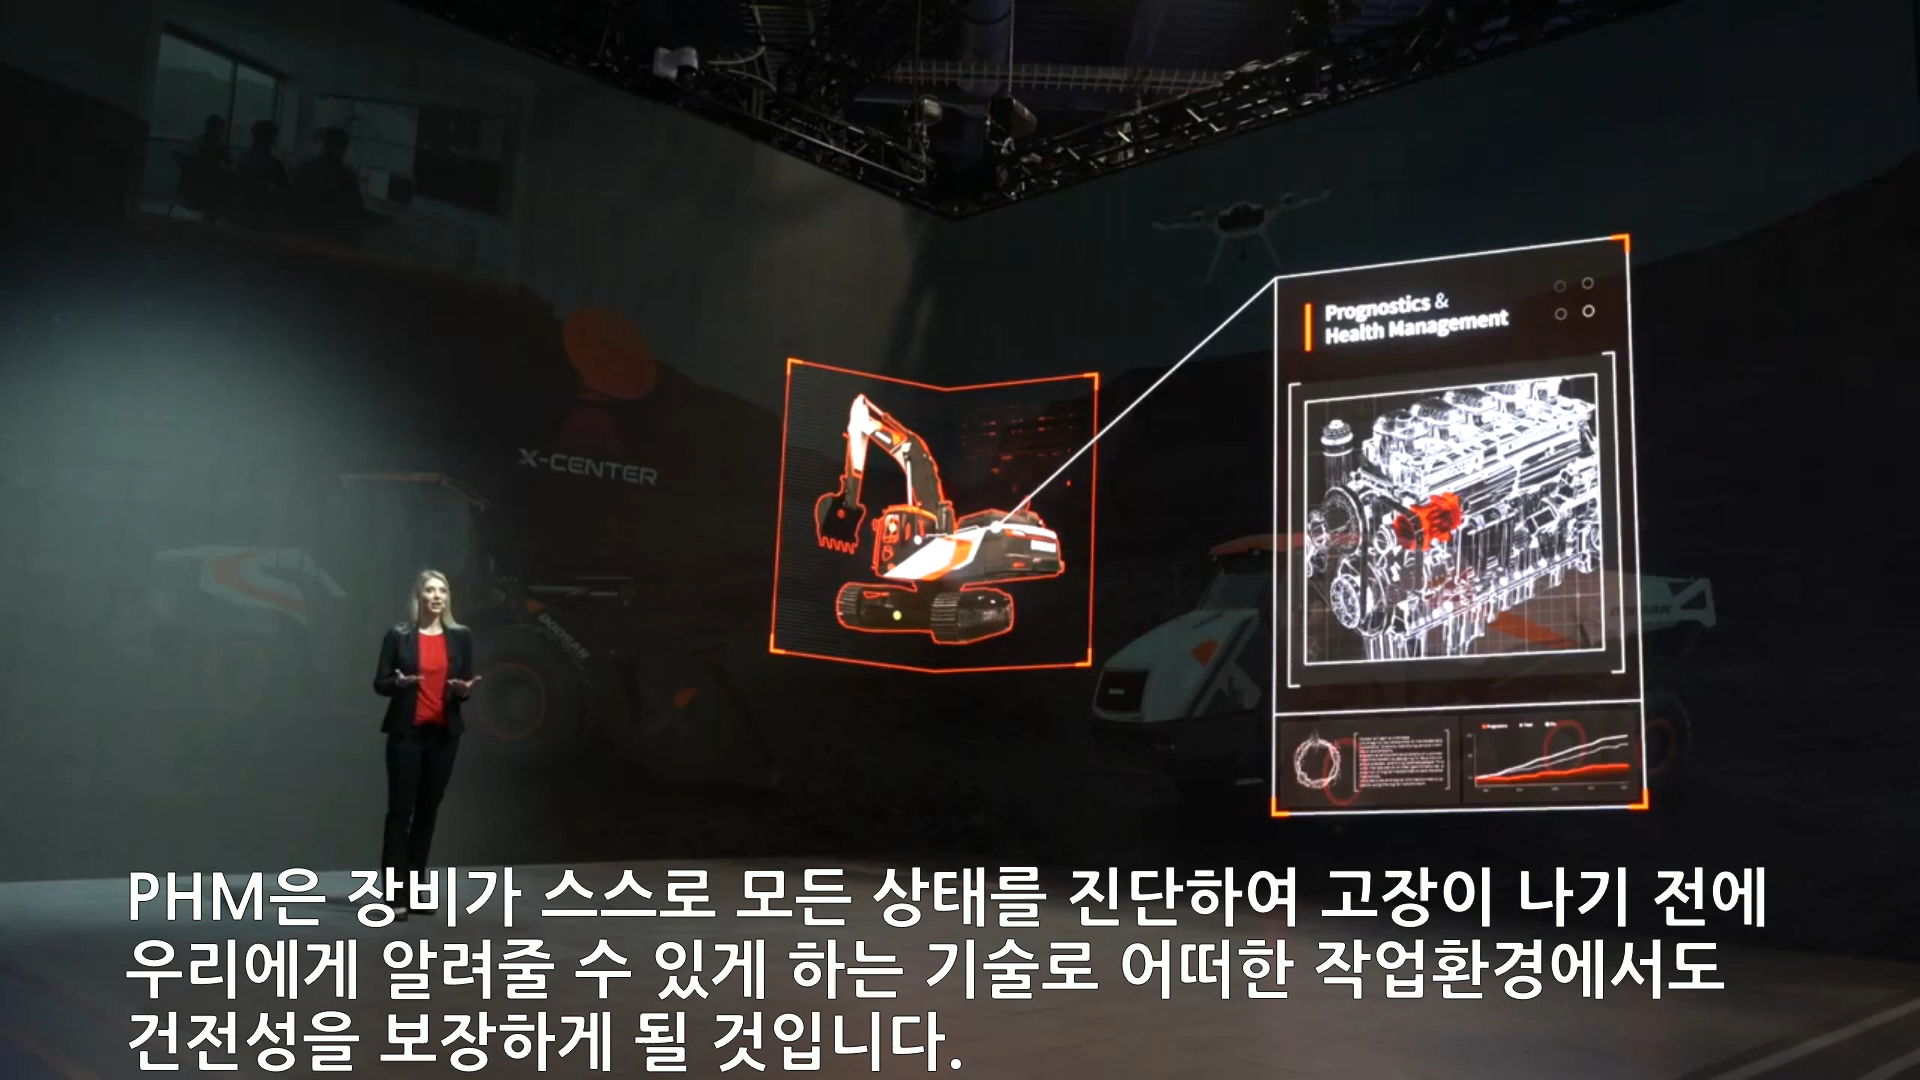 X-CENTER
Prognostics &
Health Management
DOOSAN
DOOSAN
PHM은 장비가 스스로 모든 상태를 진단하여 고장이 나기 전에
우리에게 알려줄 수 있게 하는 기술로 어떠한 작업환경에서도
건전성을 보장하게 될 것입니다.